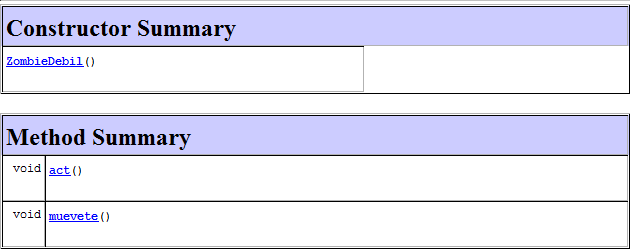 Constructor Summary
ZombieDebil()
Method Summary
void act()
void muevete()